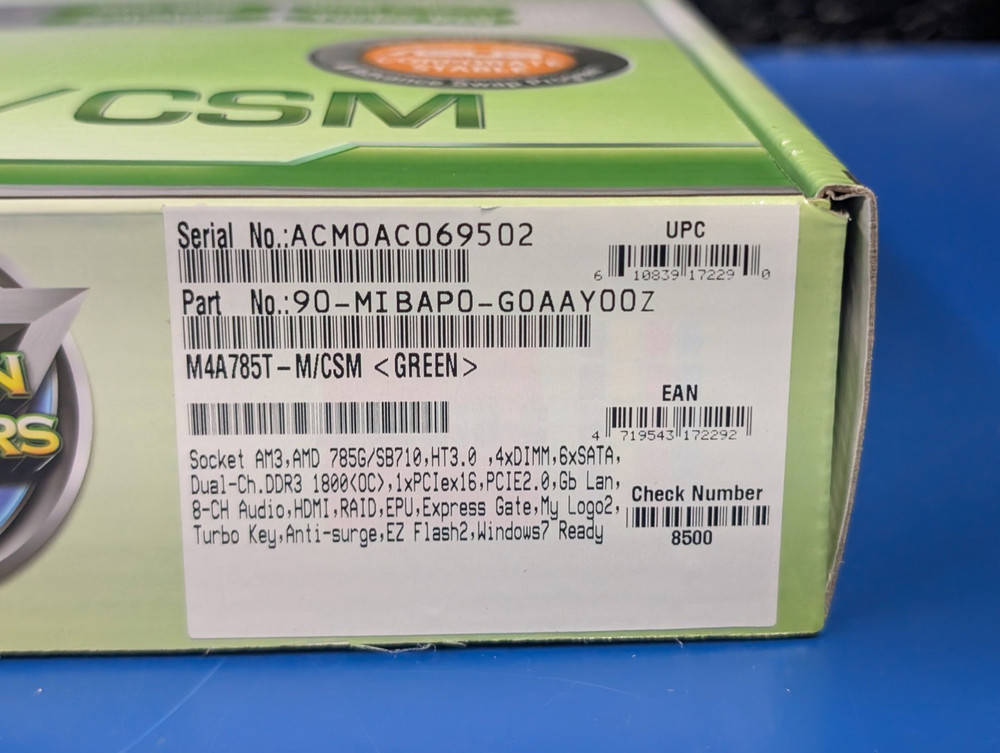 /CSM
ASUS
Serial No.:ACM0AC069502
UPC
6 10839 17229 0
Part No.:90-MIBAP0-G0AAY00Z
M4A785T-M/CSM <GREEN>
EAN
4 719543 172292
Socket AM3,AMD 785G/SB710,HT3.0 ,4xDIMM,6xSATA,
Dual-Ch.DDR3 1800(OC),1xPCIex16,PCIE2.0,Gb Lan,
8-CH Audio,HDMI,RAID,EPU,Express Gate,My Logo2,
Turbo Key,Anti-surge,EZ Flash2,Windows7 Ready
Check Number
8500
N
RS